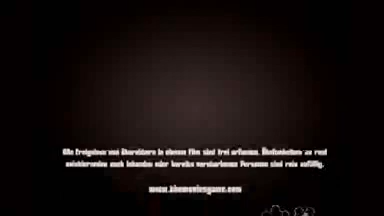 Alle Ereignisse und Charaktere in diesem Film sind frei erfunden. Ähnlichkeiten zu real
existierenden noch lebenden oder bereits verstorbenen Personen sind rein zufällig.
www.themoviesgame.com